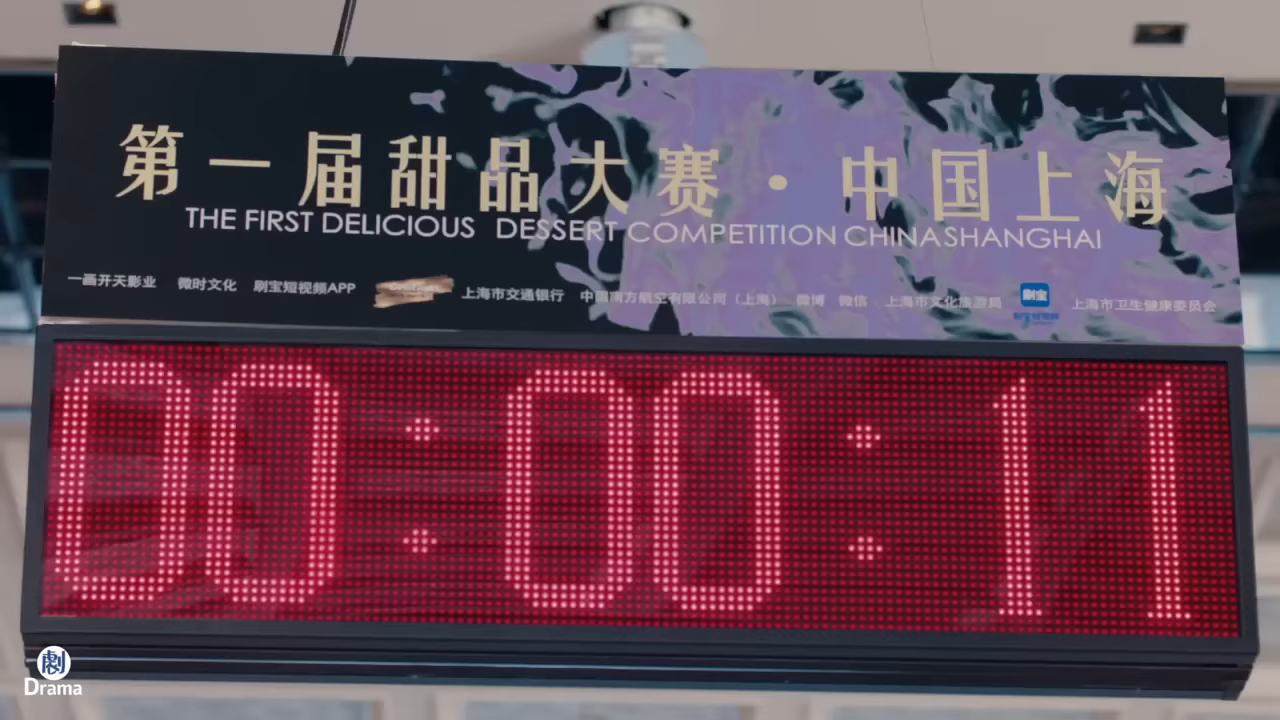 第一届甜品大赛·中国上海
THE FIRST DELICIOUS DESSERT COMPETITION CHINASHANGHAI
一画开天影业 微时文化 刷宝短视频APP 上海市交通银行 中国南方航空有限公司（上海） 微博 微信 上海市文化旅游局 刷宝 上海市卫生健康委员会
00:00:11
劇
Drama